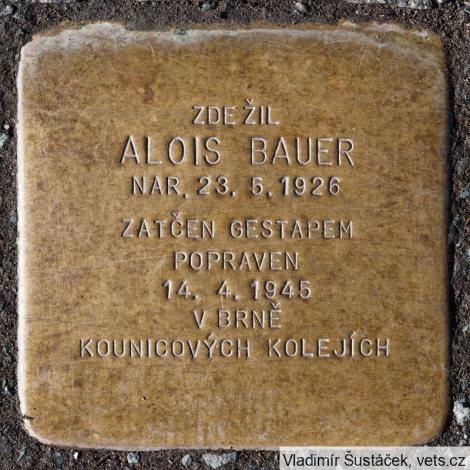 ZDE ŽIL
ALOIS BAUER
NAR. 23. 5. 1926
ZATČEN GESTAPEM
POPRAVEN
14. 4. 1945
V BRNĚ
KOUNICOVÝCH KOLEJÍCH
Vladimír Šustáček, vets.cz